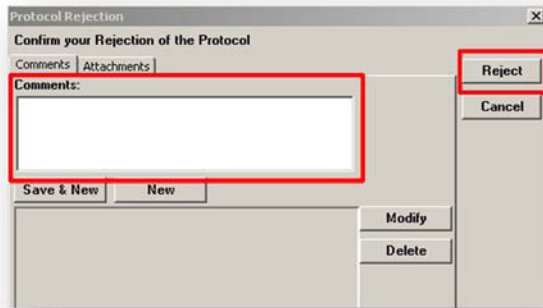 Protocol Rejection
Confirm your Rejection of the Protocol
Comments Attachments
Reject
Comments:
Cancel
Save & New New
Modify
Delete